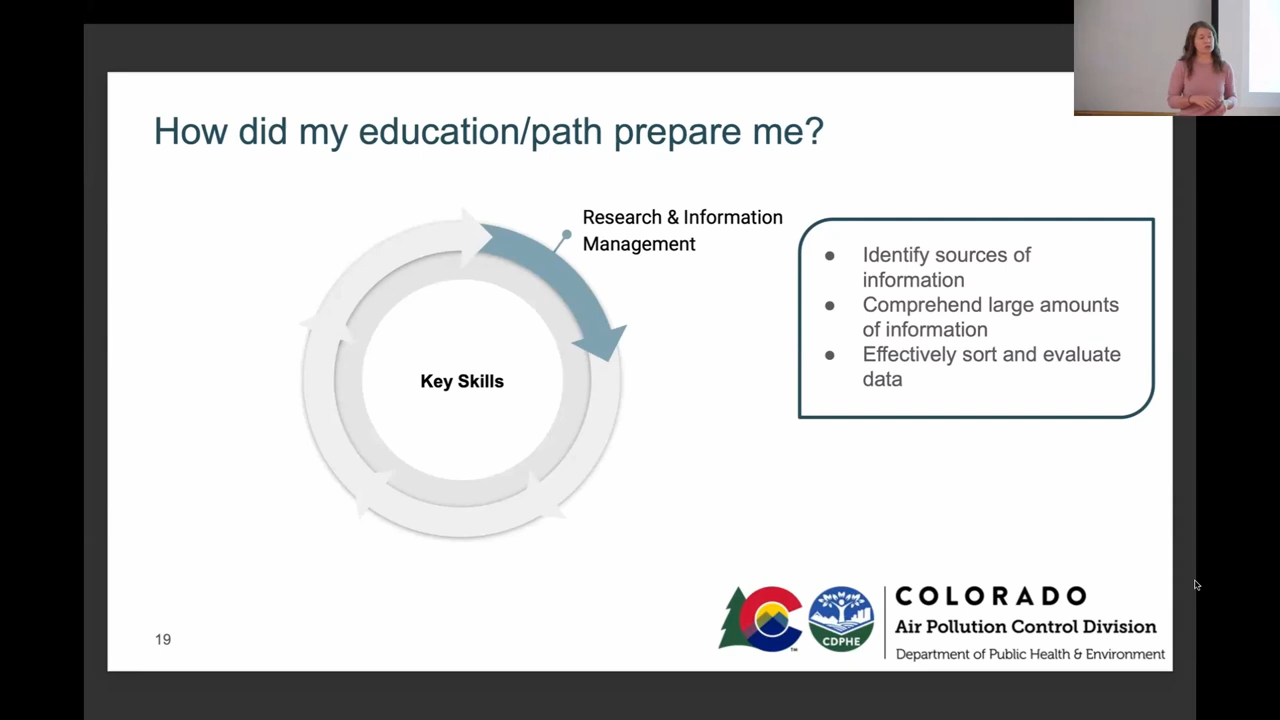 How did my education/path prepare me?
Research & Information
Management
Key Skills
● Identify sources of
information
● Comprehend large amounts
of information
● Effectively sort and evaluate
data
19
CDPHE
TM
COLORADO
Air Pollution Control Division
Department of Public Health & Environment